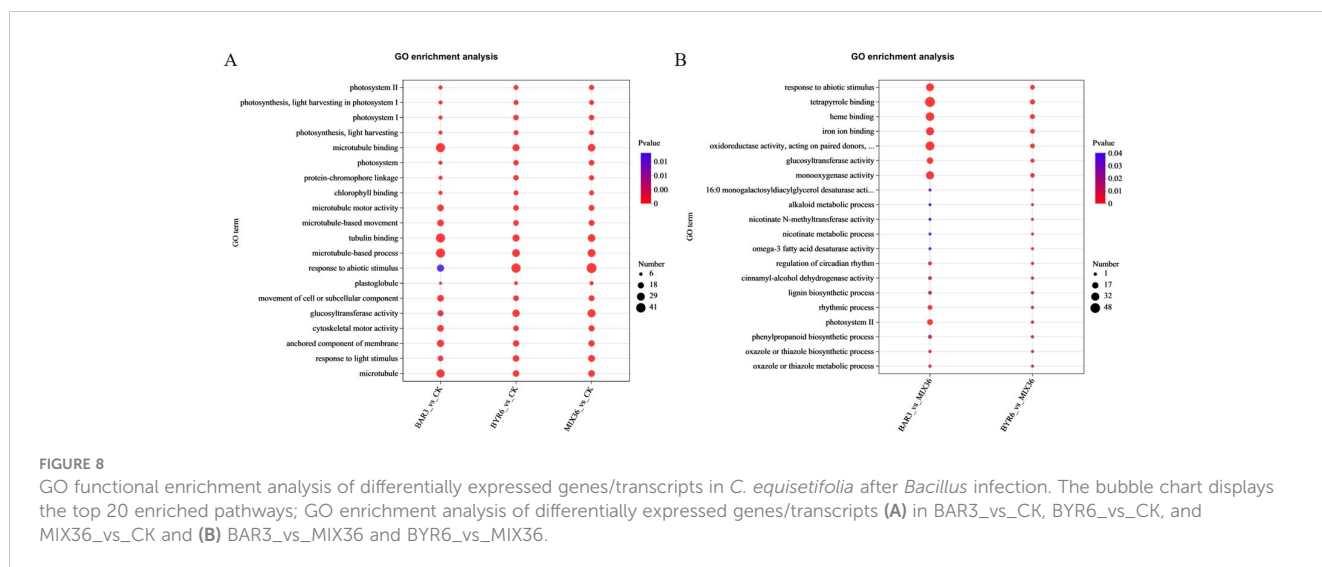 A
GO enrichment analysis
GO term
photosystem II
photosynthesis, light harvesting in photosystem I
photosystem I
photosynthesis, light harvesting
microtubule binding
photosystem
protein-chromophore linkage
chlorophyll binding
microtubule motor activity
microtubule-based movement
tubulin binding
microtubule-based process
response to abiotic stimulus
plastoglobule
movement of cell or subcellular component
glucosyltransferase activity
cytoskeletal motor activity
anchored component of membrane
response to light stimulus
microtubule
BAR3_vs_CK
BYR6_vs_CK
MIX36_vs_CK
Pvalue
0.01
0.01
0.00
0
Number
6
18
29
41
B
GO enrichment analysis
GO term
response to abiotic stimulus
tetrapyrrole binding
heme binding
iron ion binding
oxidoreductase activity, acting on paired donors, ...
glucosyltransferase activity
monooxygenase activity
16:0 monogalactosyldiacylglycerol desaturase acti...
alkaloid metabolic process
nicotinate N-methyltransferase activity
nicotinate metabolic process
omega-3 fatty acid desaturase activity
regulation of circadian rhythm
cinnamyl-alcohol dehydrogenase activity
lignin biosynthetic process
rhythmic process
photosystem II
phenylpropanoid biosynthetic process
oxazole or thiazole biosynthetic process
oxazole or thiazole metabolic process
BAR3_vs_MIX36
BYR6_vs_MIX36
Pvalue
0.04
0.03
0.02
0.01
0
Number
1
17
32
48
FIGURE 8
GO functional enrichment analysis of differentially expressed genes/transcripts in C. equisetifolia after Bacillus infection. The bubble chart displays
the top 20 enriched pathways; GO enrichment analysis of differentially expressed genes/transcripts (A) in BAR3_vs_CK, BYR6_vs_CK, and
MIX36_vs_CK and (B) BAR3_vs_MIX36 and BYR6_vs_MIX36.